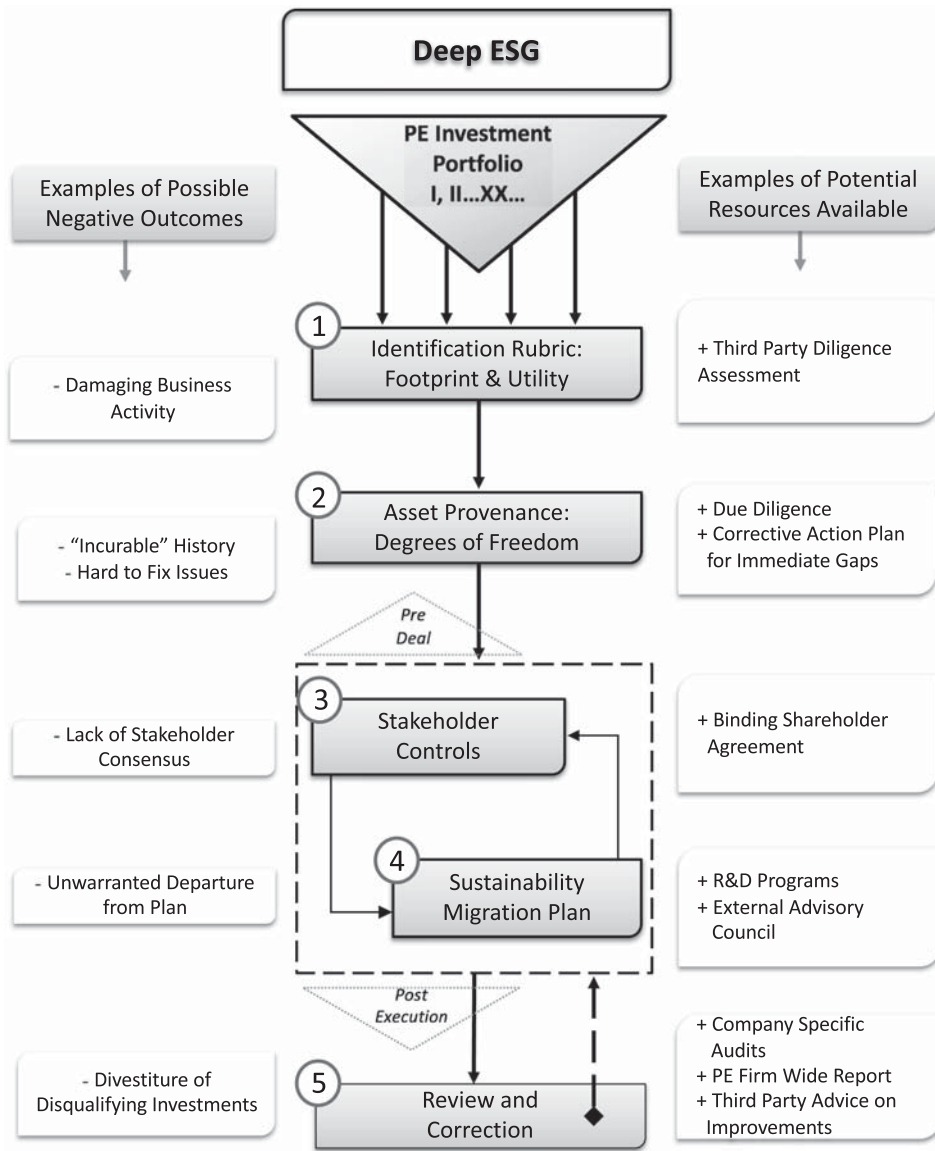 Deep ESG
PE Investment
Portfolio
I, II...XX...
Examples of Possible
Negative Outcomes
Examples of Potential
Resources Available
1
Identification Rubric:
Footprint & Utility
- Damaging Business
Activity
+ Third Party Diligence
Assessment
2
Asset Provenance:
Degrees of Freedom
- “Incurable” History
- Hard to Fix Issues
+ Due Diligence
+ Corrective Action Plan
for Immediate Gaps
Pre
Deal
3
Stakeholder
Controls
- Lack of Stakeholder
Consensus
+ Binding Shareholder
Agreement
4
Sustainability
Migration Plan
- Unwarranted Departure
from Plan
+ R&D Programs
+ External Advisory
Council
Post
Execution
5
Review and
Correction
- Divestiture of
Disqualifying Investments
+ Company Specific
Audits
+ PE Firm Wide Report
+ Third Party Advice on
Improvements